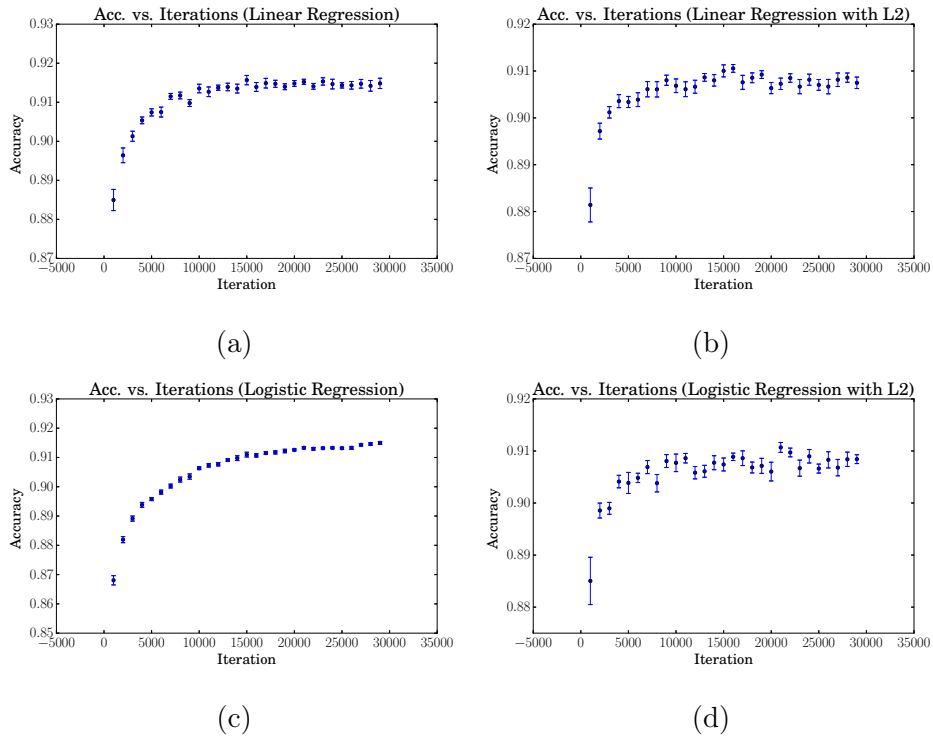 Acc. vs. Iterations (Linear Regression)
0.93
0.92
0.91
0.90
0.89
0.88
0.87
Accuracy
−5000 0 5000 10000 15000 20000 25000 30000 35000
Iteration
(a)
Acc. vs. Iterations (Linear Regression with L2)
0.92
0.91
0.90
0.89
0.88
0.87
Accuracy
−5000 0 5000 10000 15000 20000 25000 30000 35000
Iteration
(b)
Acc. vs. Iterations (Logistic Regression)
0.93
0.92
0.91
0.90
0.89
0.88
0.87
0.86
0.85
Accuracy
−5000 0 5000 10000 15000 20000 25000 30000 35000
Iteration
(c)
Acc. vs. Iterations (Logistic Regression with L2)
0.92
0.91
0.90
0.89
0.88
Accuracy
−5000 0 5000 10000 15000 20000 25000 30000 35000
Iteration
(d)